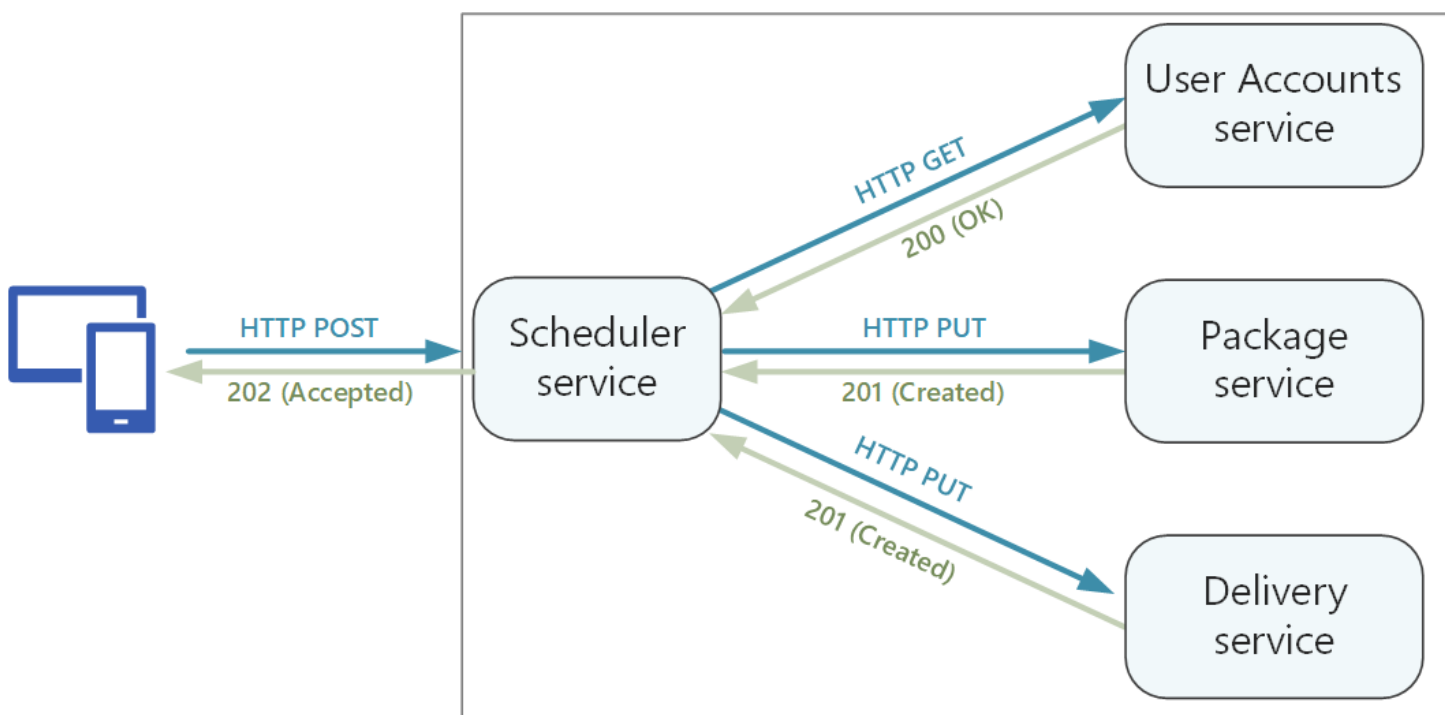 User Accounts
service
HTTP GET
200 (OK)
HTTP POST
202 (Accepted)
Scheduler
service
HTTP PUT
201 (Created)
Package
service
HTTP PUT
201 (Created)
Delivery
service